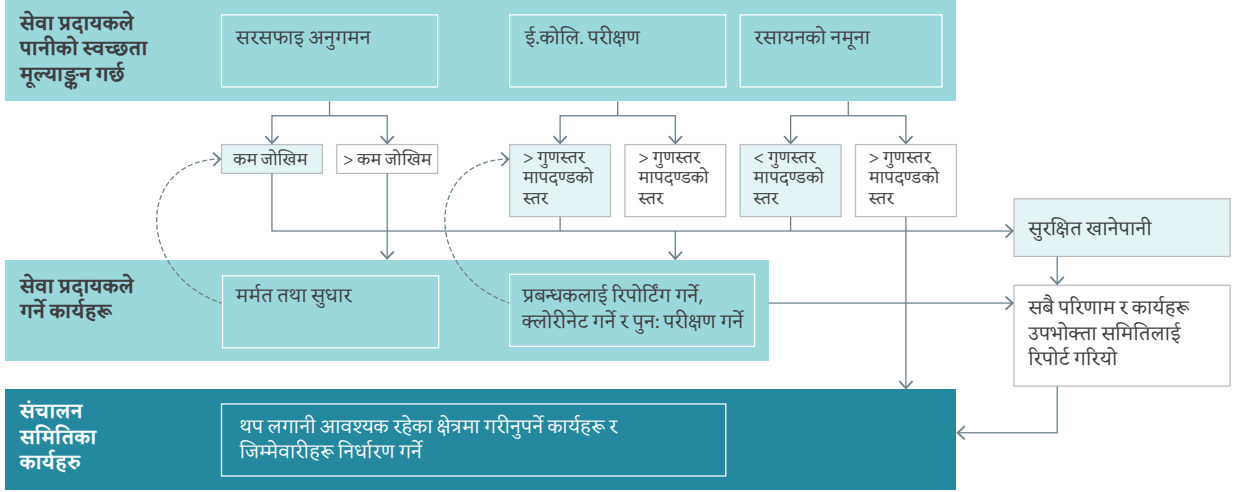 सेवा प्रदायकले
पानीको स्वच्छता
मूल्याङ्कन गर्छ
सरसफाइ अनुगमन
ई.कोलि. परीक्षण
रसायनको नमूना
कम जोखिम
> कम जोखिम
> गुणस्तर
मापदण्डको
स्तर
> गुणस्तर
मापदण्डको
स्तर
< गुणस्तर
मापदण्डको
स्तर
> गुणस्तर
मापदण्डको
स्तर
सुरक्षित खानेपानी
सेवा प्रदायकले
गर्ने कार्यहरू
मर्मत तथा सुधार
प्रबन्धकलाई रिपोर्टिंग गर्ने,
क्लोरीनेट गर्ने र पुन: परीक्षण गर्ने
सबै परिणाम र कार्यहरू
उपभोक्ता समितिलाई
रिपोर्ट गरियो
संचालन
समितिका
कार्यहरु
थप लगानी आवश्यक रहेका क्षेत्रमा गरीनुपर्ने कार्यहरू र
जिम्मेवारीहरू निर्धारण गर्ने